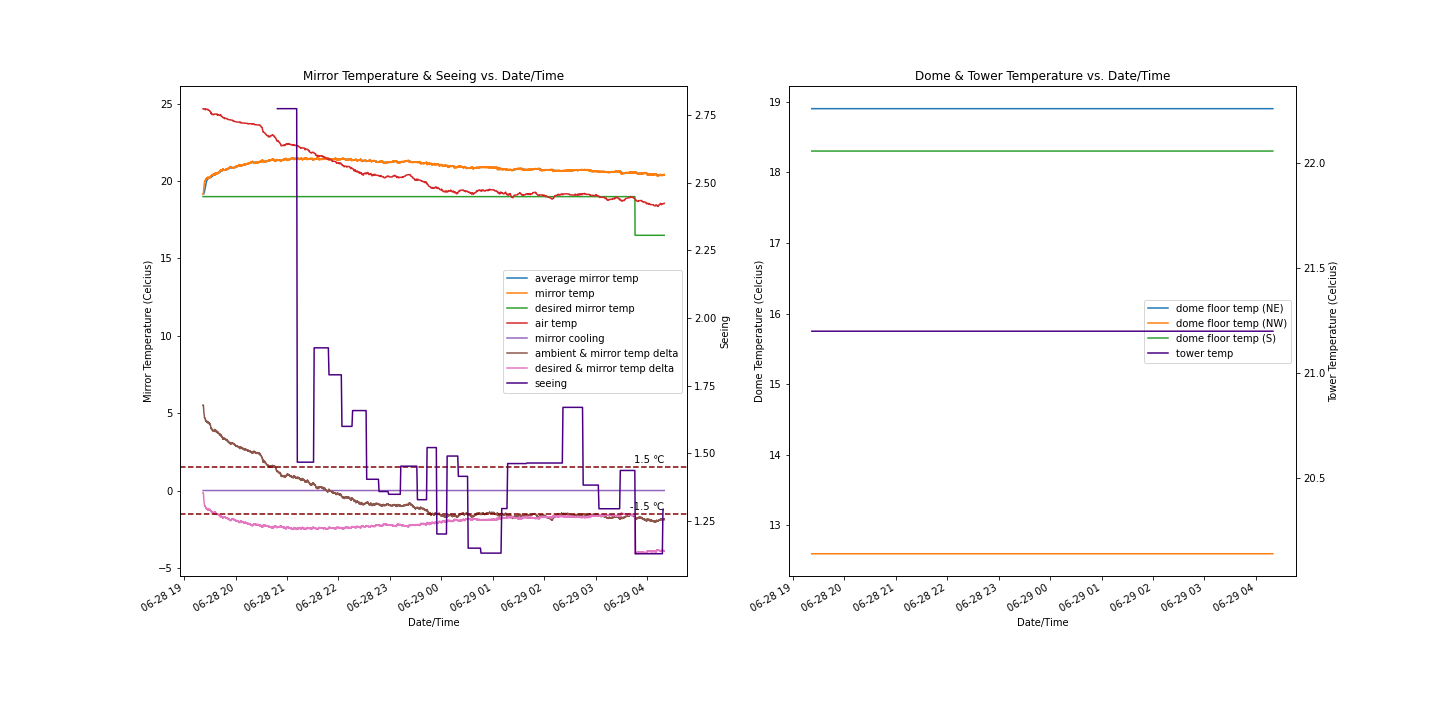 Mirror Temperature & Seeing vs. Date/Time
Mirror Temperature (Celcius)
25
20
15
10
5
0
−5
2.75
2.50
2.25
2.00
1.75
1.50
1.25
Seeing
average mirror temp
mirror temp
desired mirror temp
air temp
mirror cooling
ambient & mirror temp delta
desired & mirror temp delta
seeing
1.5 ℃
-1.5 ℃
06-28 19
06-28 20
06-28 21
06-28 22
06-28 23
06-29 00
06-29 01
06-29 02
06-29 03
06-29 04
Date/Time
Dome & Tower Temperature vs. Date/Time
Dome Temperature (Celcius)
19
18
17
16
15
14
13
22.0
21.5
21.0
20.5
Tower Temperature (Celcius)
dome floor temp (NE)
dome floor temp (NW)
dome floor temp (S)
tower temp
06-28 19
06-28 20
06-28 21
06-28 22
06-28 23
06-29 00
06-29 01
06-29 02
06-29 03
06-29 04
Date/Time